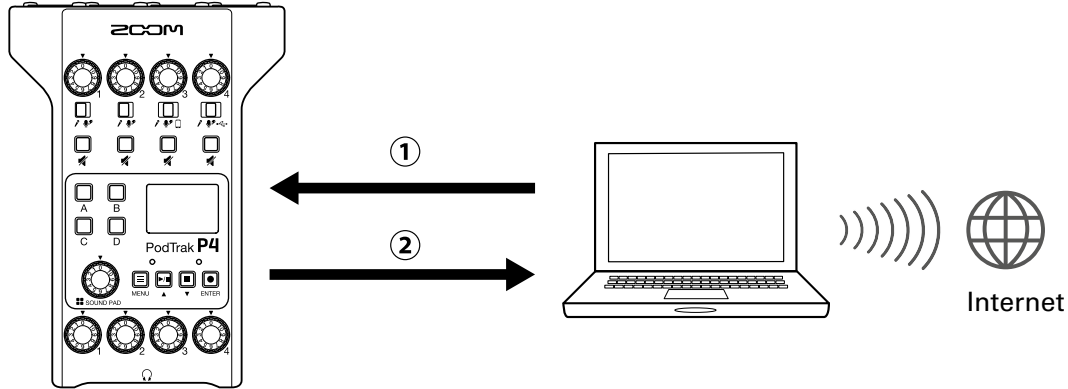 ZOOM
1 2 3 4
A B
C D
PodTrak P4
MENU ENTER
SOUND PAD
1 2 3 4
①
②
Internet